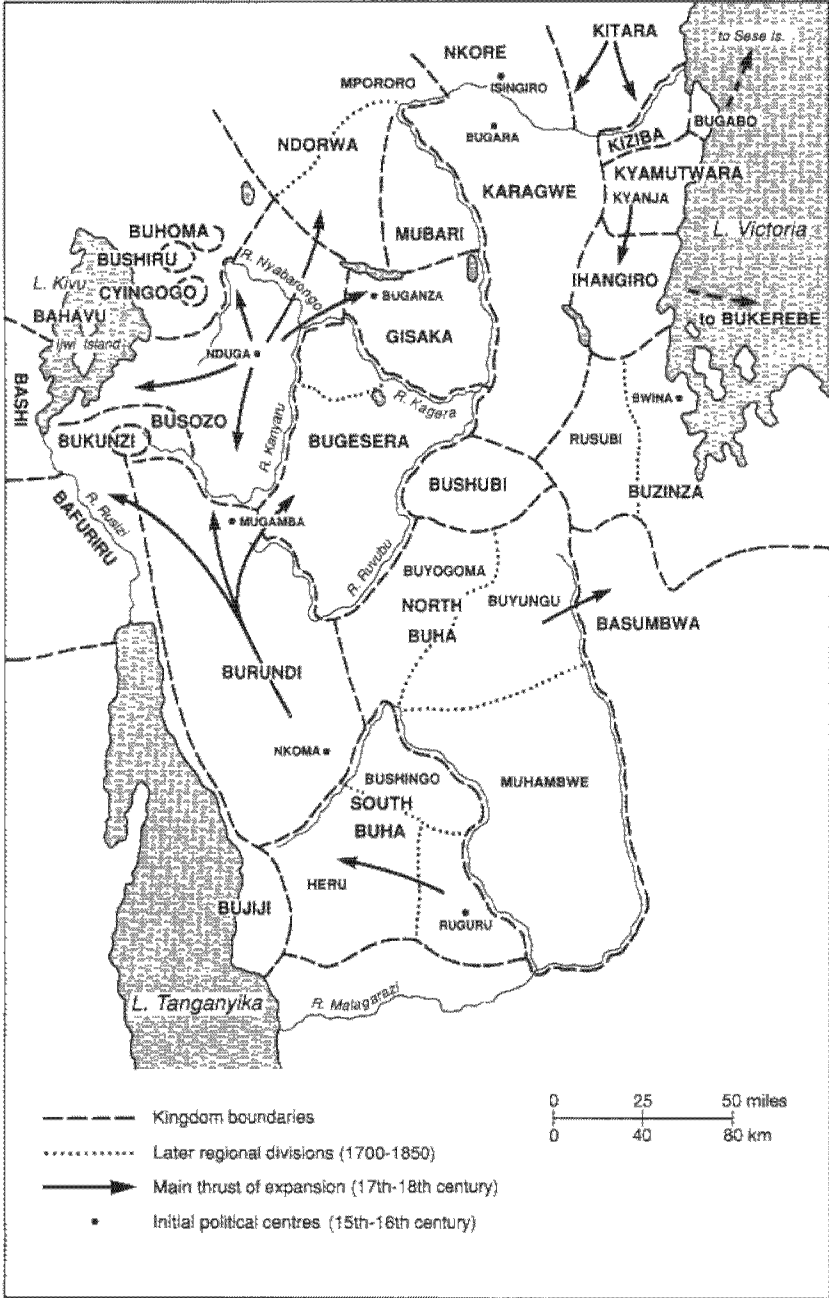 to Sese Is.
KITARA
NKORE
ISINGIRO
MPORORO
BUGABO
BUGARA
KIZIBA
NDORWA
KYAMUTWARA
KARAGWE
KYANJA
BUHOMA
MUBARI
L. Victoria
BUSHIRU
R. Nyabarongo
L. Kivu
CYINGOGO
IHANGIRO
BUGANZA
BAHAVU
to BUKEREBE
GISAKA
Ijwi Island
NDUGA
BASHI
R. Kagera
BWINA
BUSOZO
R. Kanyaru
BUKUNZI
BUGESERA
RUSUBI
BUSHUBI
BUZINZA
R. Rusizi
BAFURIRU
MUGAMBA
R. Ruvubu
BUYOGOMA
BUYUNGU
NORTH
BUHA
BASUMBWA
BURUNDI
NKOMA
BUSHINGO
MUHAMBWE
SOUTH
BUHA
HERU
BUJIJI
RUGURU
L. Tanganyika
R. Malagarazi
Kingdom boundaries
0 25 50 miles
0 40 80 km
Later regional divisions (1700-1850)
Main thrust of expansion (17th-18th century)
Initial political centres (15th-16th century)